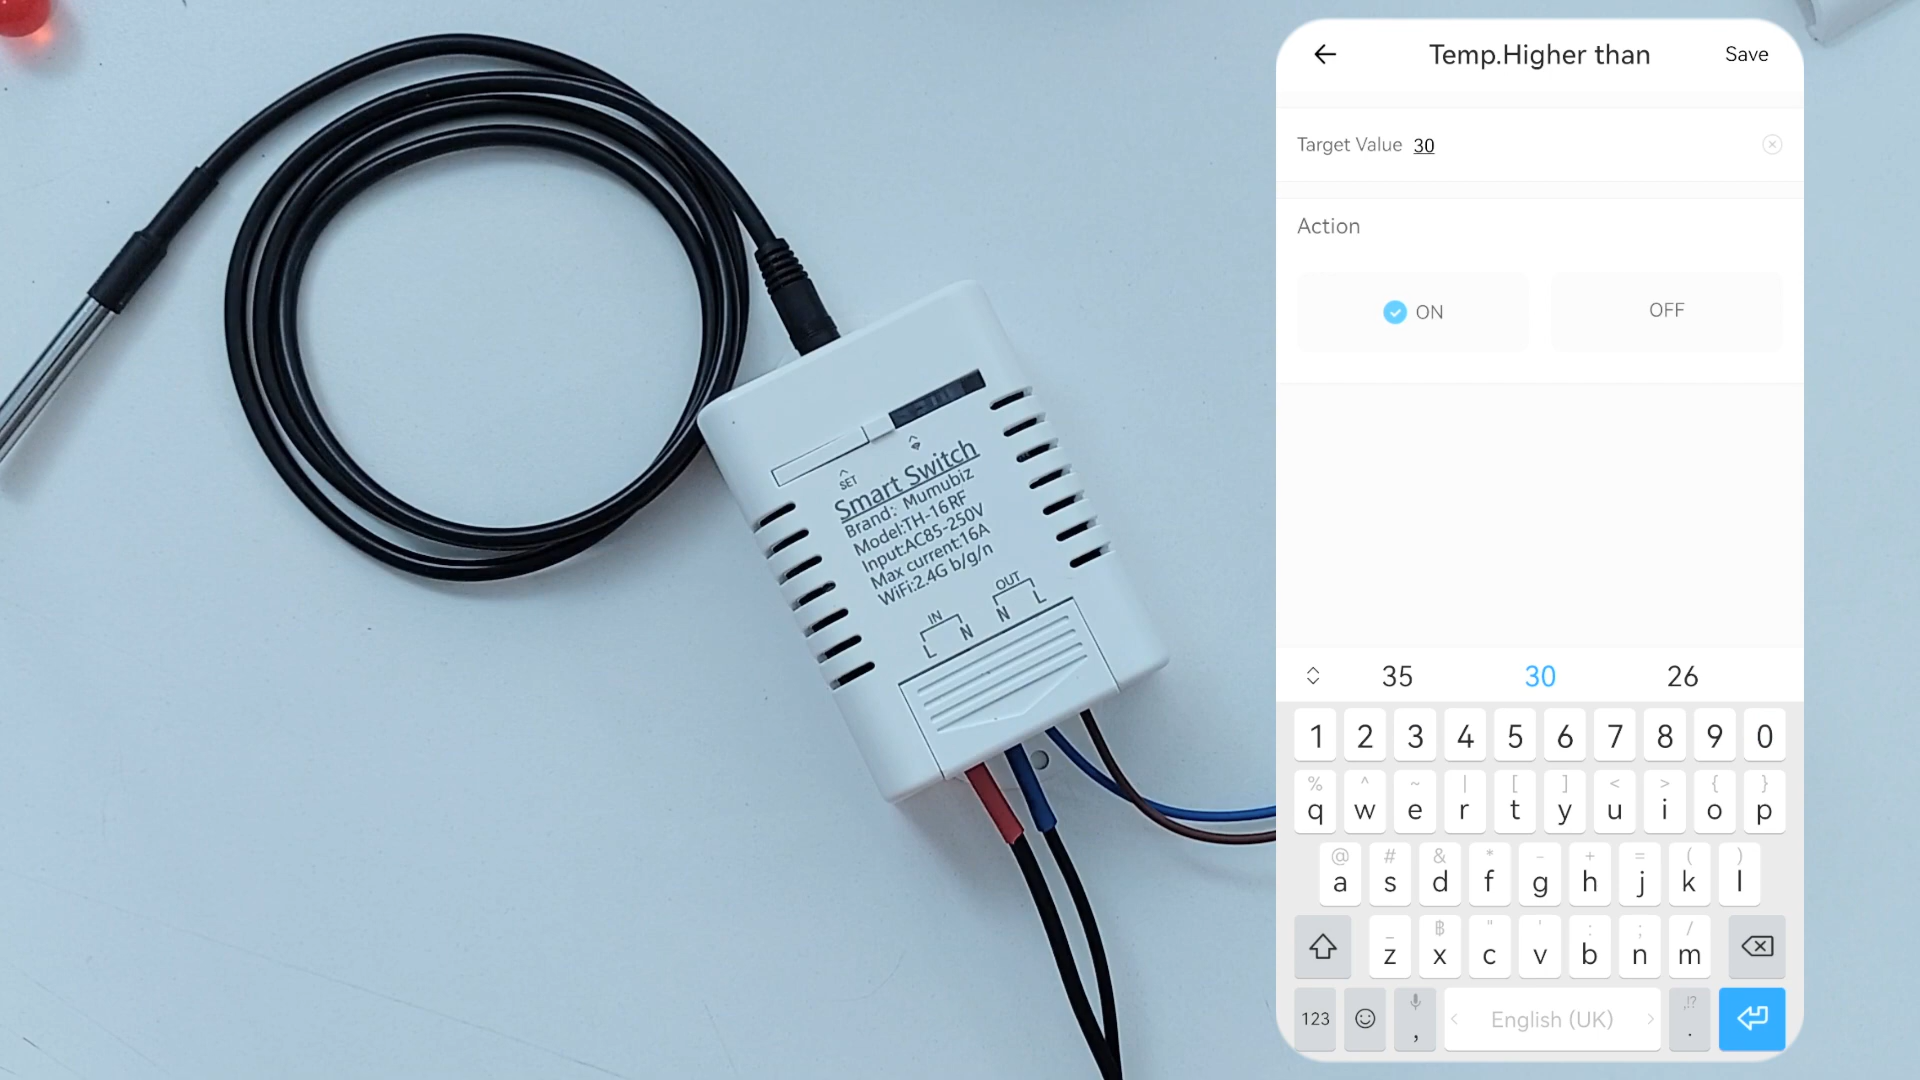 SET
Smart Switch
Brand: Mumubiz
Model:TH-16RF
Input:AC85-250V
Max current:16A
WiFi:2.4G b/g/n
IN
L N
OUT
N L
Temp.Higher than
Save
Target Value 30
Action
ON
OFF
35 30 26
1 2 3 4 5 6 7 8 9 0
% ^ ~ | [ ] < > { }
q w e r t y u i o p
@ # & * - + = ( )
a s d f g h j k l
_ ฿ " ' : ; /
z x c v b n m
,!?
123 , < English (UK) > .